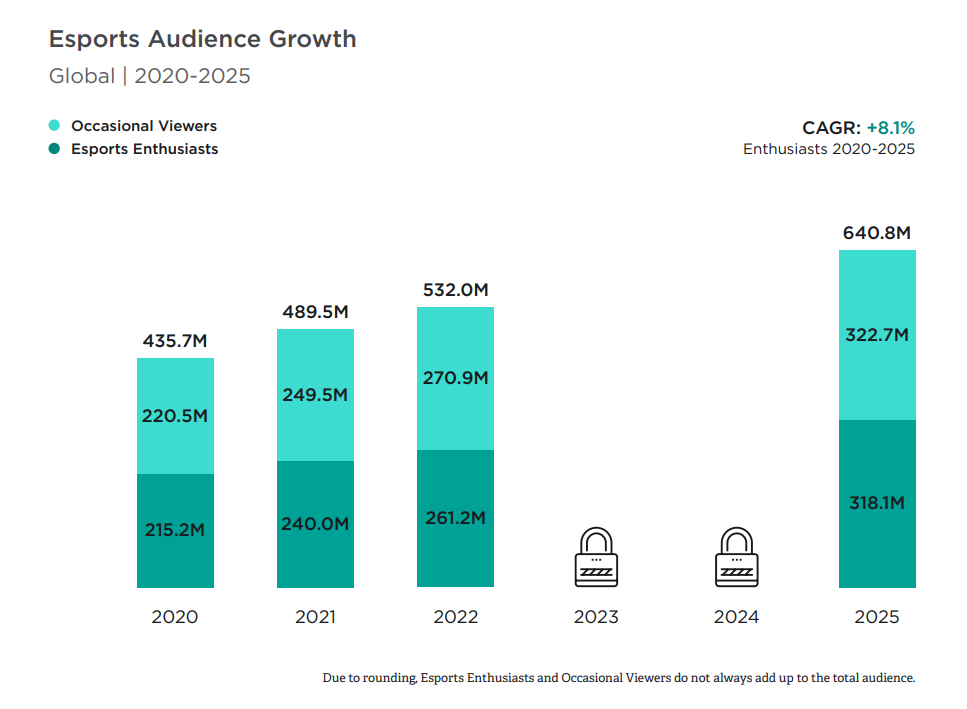 Esports Audience Growth
Global | 2020-2025
Occasional Viewers
Esports Enthusiasts
CAGR: +8.1%
Enthusiasts 2020-2025
435.7M
220.5M
215.2M
2020
489.5M
249.5M
240.0M
2021
532.0M
270.9M
261.2M
2022
2023
2024
640.8M
322.7M
318.1M
2025
Due to rounding, Esports Enthusiasts and Occasional Viewers do not always add up to the total audience.